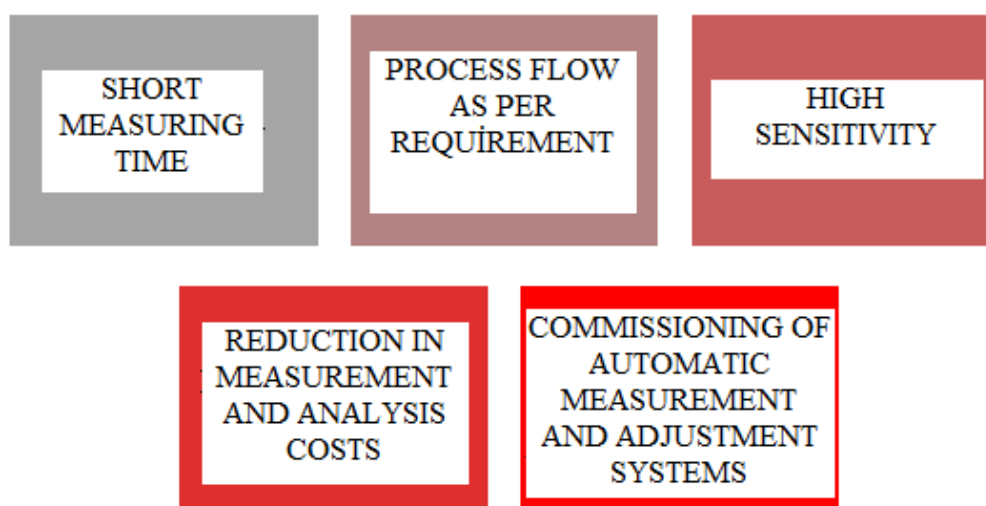 SHORT
MEASURING
TIME
PROCESS FLOW
AS PER
REQUİREMENT
HIGH
SENSITIVITY
REDUCTION IN
MEASUREMENT
AND ANALYSIS
COSTS
COMMISSIONING OF
AUTOMATIC
MEASUREMENT
AND ADJUSTMENT
SYSTEMS